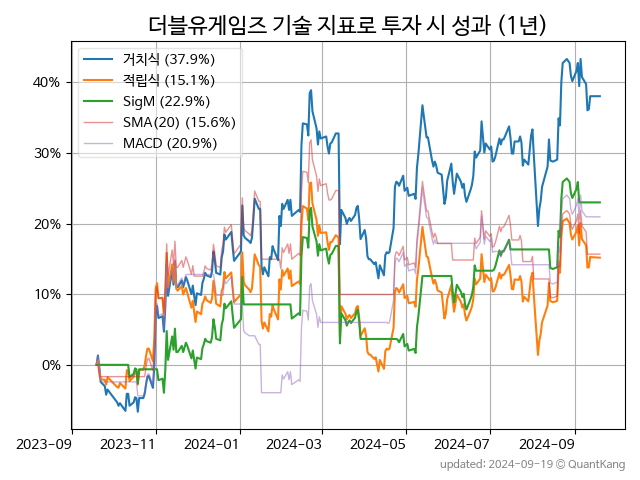 더블유게임즈 기술 지표로 투자 시 성과 (1년)
거치식 (37.9%)
적립식 (15.1%)
SigM (22.9%)
SMA(20) (15.6%)
MACD (20.9%)
40%
30%
20%
10%
0%
2023-09 2023-11 2024-01 2024-03 2024-05 2024-07 2024-09
updated: 2024-09-19 @ QuantKang